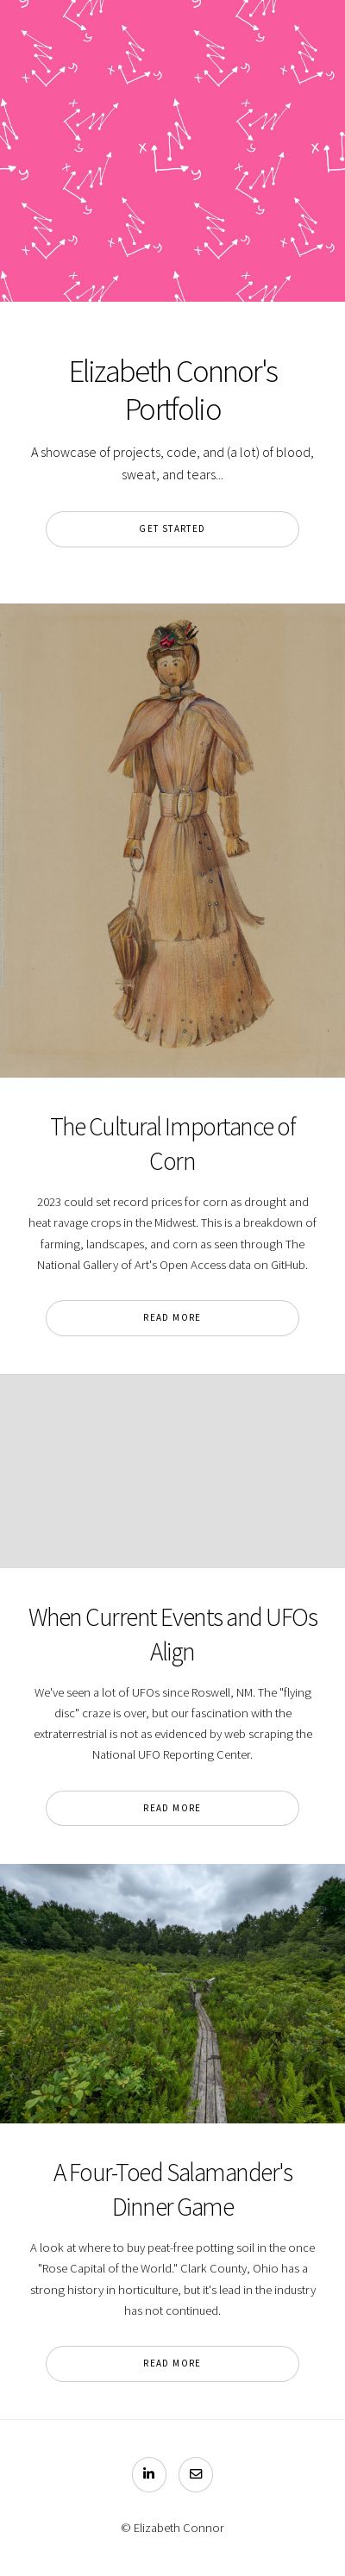 Elizabeth Connor's
Portfolio
A showcase of projects, code, and (a lot) of blood,
sweat, and tears...
GET STARTED
The Cultural Importance of
Corn
2023 could set record prices for corn as drought and
heat ravage crops in the Midwest. This is a breakdown of
farming, landscapes, and corn as seen through The
National Gallery of Art's Open Access data on GitHub.
READ MORE
When Current Events and UFOs
Align
We've seen a lot of UFOs since Roswell, NM. The "flying
disc" craze is over, but our fascination with the
extraterrestrial is not as evidenced by web scraping the
National UFO Reporting Center.
READ MORE
A Four-Toed Salamander's
Dinner Game
A look at where to buy peat-free potting soil in the once
"Rose Capital of the World." Clark County, Ohio has a
strong history in horticulture, but it's lead in the industry
has not continued.
READ MORE
in
© Elizabeth Connor